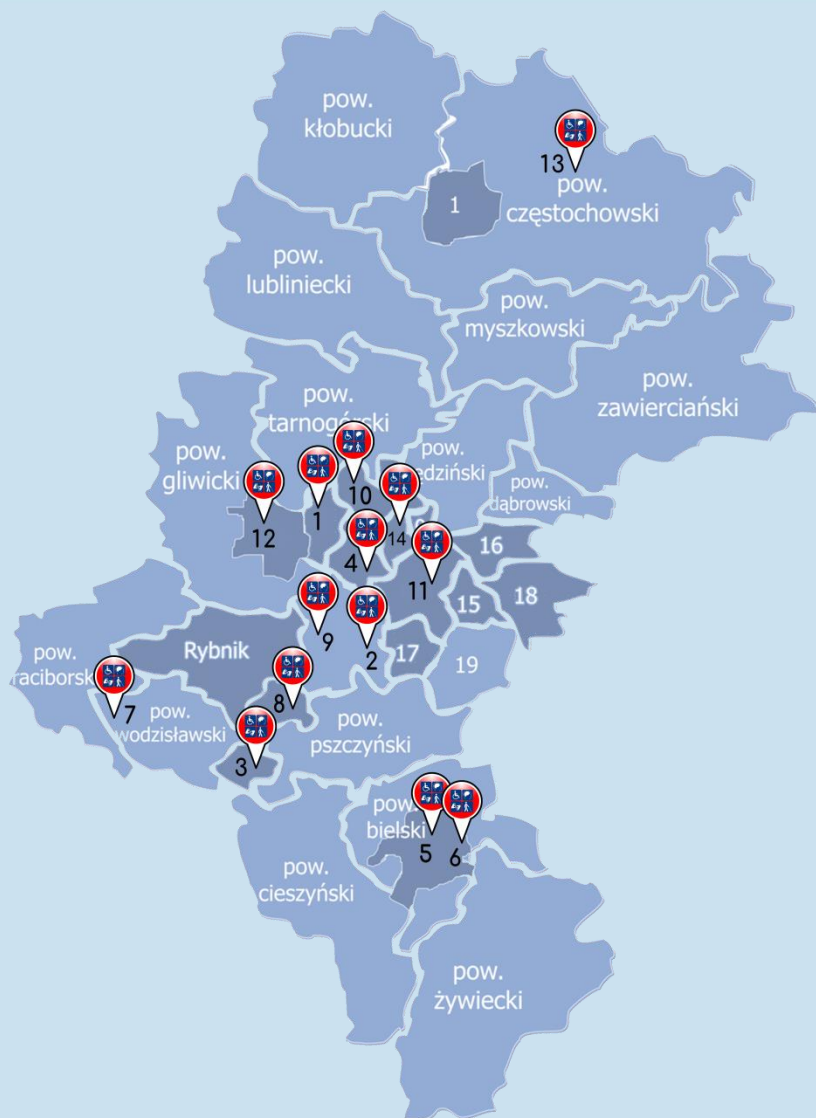 pow.
kłobucki
13
pow.
częstochowski
1
pow.
lubliniecki
pow.
myszkowski
pow.
zawierciański
pow.
tarnogórski
pow.
gliwicki
pow.
pow.
dąbrowski
10
1
12
14
4
16
11
15
18
9
2
17
19
Rybnik
pow.
7
pow.
wodzisławski
8
pow.
pszczyński
3
pow.
bielski
5
6
pow.
cieszyński
pow.
żywiecki